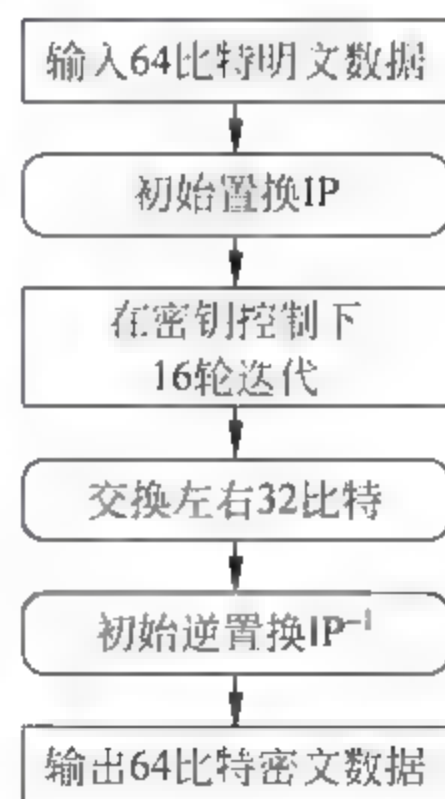 输入64比特明文数据
初始置换IP
在密钥控制下
16轮迭代
交换左右32比特
初始逆置换IP⁻¹
输出64比特密文数据